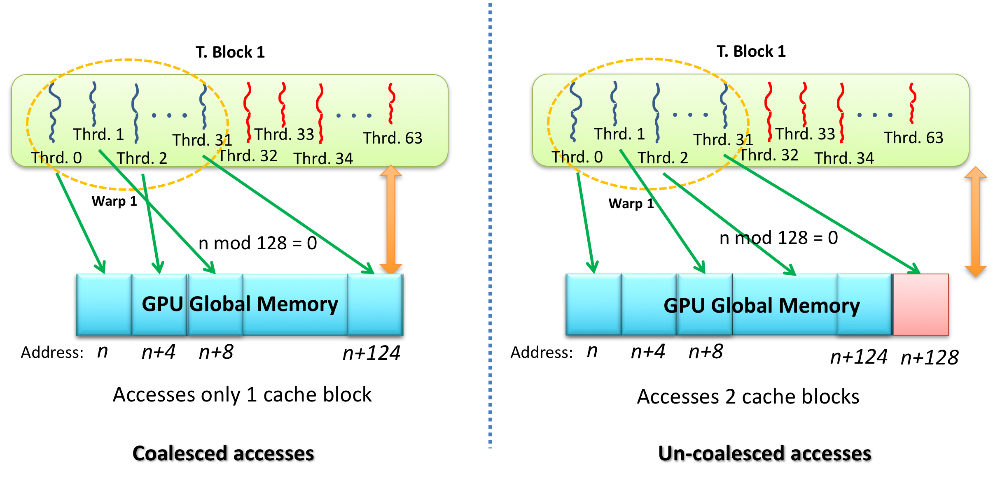 T. Block 1
Thrd. 1
Thrd. 31
Thrd. 33
Thrd. 63
Thrd. 0
Thrd. 2
Thrd. 32
Thrd. 34
Warp 1
n mod 128 = 0
GPU Global Memory
Address: n n+4 n+8 n+124
Accesses only 1 cache block
Coalesced accesses
T. Block 1
Thrd. 1
Thrd. 31
Thrd. 33
Thrd. 63
Thrd. 0
Thrd. 2
Thrd. 32
Thrd. 34
Warp 1
n mod 128 = 0
GPU Global Memory
Address: n n+4 n+8 n+124 n+128
Accesses 2 cache blocks
Un-coalesced accesses